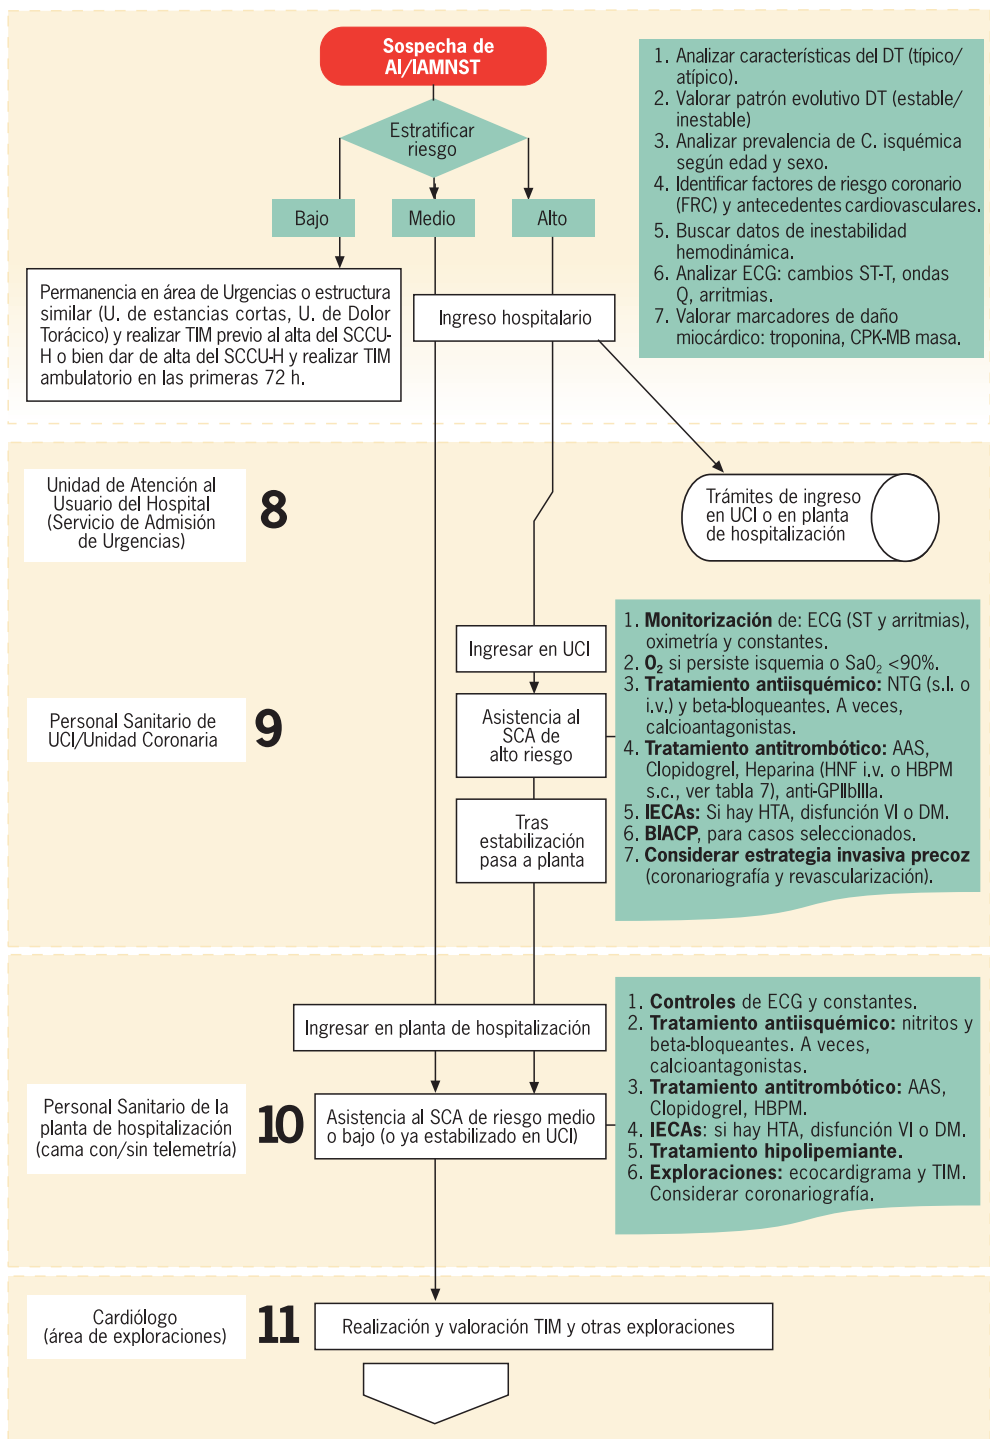 Sospecha de
AI/IAMNST
Estratificar
riesgo
Bajo
Medio
Alto
1. Analizar características del DT (típico/
atípico).
2. Valorar patrón evolutivo DT (estable/
inestable)
3. Analizar prevalencia de C. isquémica
según edad y sexo.
4. Identificar factores de riesgo coronario
(FRC) y antecedentes cardiovasculares.
5. Buscar datos de inestabilidad
hemodinámica.
6. Analizar ECG: cambios ST-T, ondas
Q, arritmias.
7. Valorar marcadores de daño
miocárdico: troponina, CPK-MB masa.
Permanencia en área de Urgencias o estructura
similar (U. de estancias cortas, U. de Dolor
Torácico) y realizar TIM previo al alta del SCCU-
H o bien dar de alta del SCCU-H y realizar TIM
ambulatorio en las primeras 72 h.
Ingreso hospitalario
Unidad de Atención al
Usuario del Hospital
(Servicio de Admisión
de Urgencias)
8
Trámites de ingreso
en UCI o en planta
de hospitalización
Personal Sanitario de
UCI/Unidad Coronaria
9
Ingresar en UCI
Asistencia al
SCA de
alto riesgo
Tras
estabilización
pasa a planta
1. Monitorización de: ECG (ST y arritmias),
oximetría y constantes.
2. O₂ si persiste isquemia o SaO₂ <90%.
3. Tratamiento antiisquémico: NTG (s.l. o
i.v.) y beta-bloqueantes. A veces,
calcioantagonistas.
4. Tratamiento antitrombótico: AAS,
Clopidogrel, Heparina (HNF i.v. o HBPM
s.c., ver tabla 7), anti-GPIIbIIIa.
5. IECAs: Si hay HTA, disfunción VI o DM.
6. BIACP, para casos seleccionados.
7. Considerar estrategia invasiva precoz
(coronariografía y revascularización).
Ingresar en planta de hospitalización
Personal Sanitario de la
planta de hospitalización
(cama con/sin telemetría)
10
Asistencia al SCA de riesgo medio
o bajo (o ya estabilizado en UCI)
1. Controles de ECG y constantes.
2. Tratamiento antiisquémico: nitritos y
beta-bloqueantes. A veces,
calcioantagonistas.
3. Tratamiento antitrombótico: AAS,
Clopidogrel, HBPM.
4. IECAs: si hay HTA, disfunción VI o DM.
5. Tratamiento hipolipemiante.
6. Exploraciones: ecocardigrama y TIM.
Considerar coronariografía.
Cardiólogo
(área de exploraciones)
11
Realización y valoración TIM y otras exploraciones